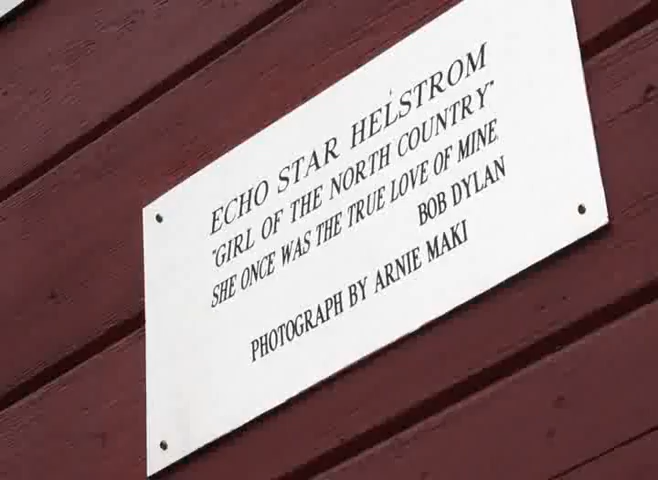 ECHO STAR HELSTROM
"GIRL OF THE NORTH COUNTRY"
SHE ONCE WAS THE TRUE LOVE OF MINE
BOB DYLAN
PHOTOGRAPH BY ARNIE MAKI